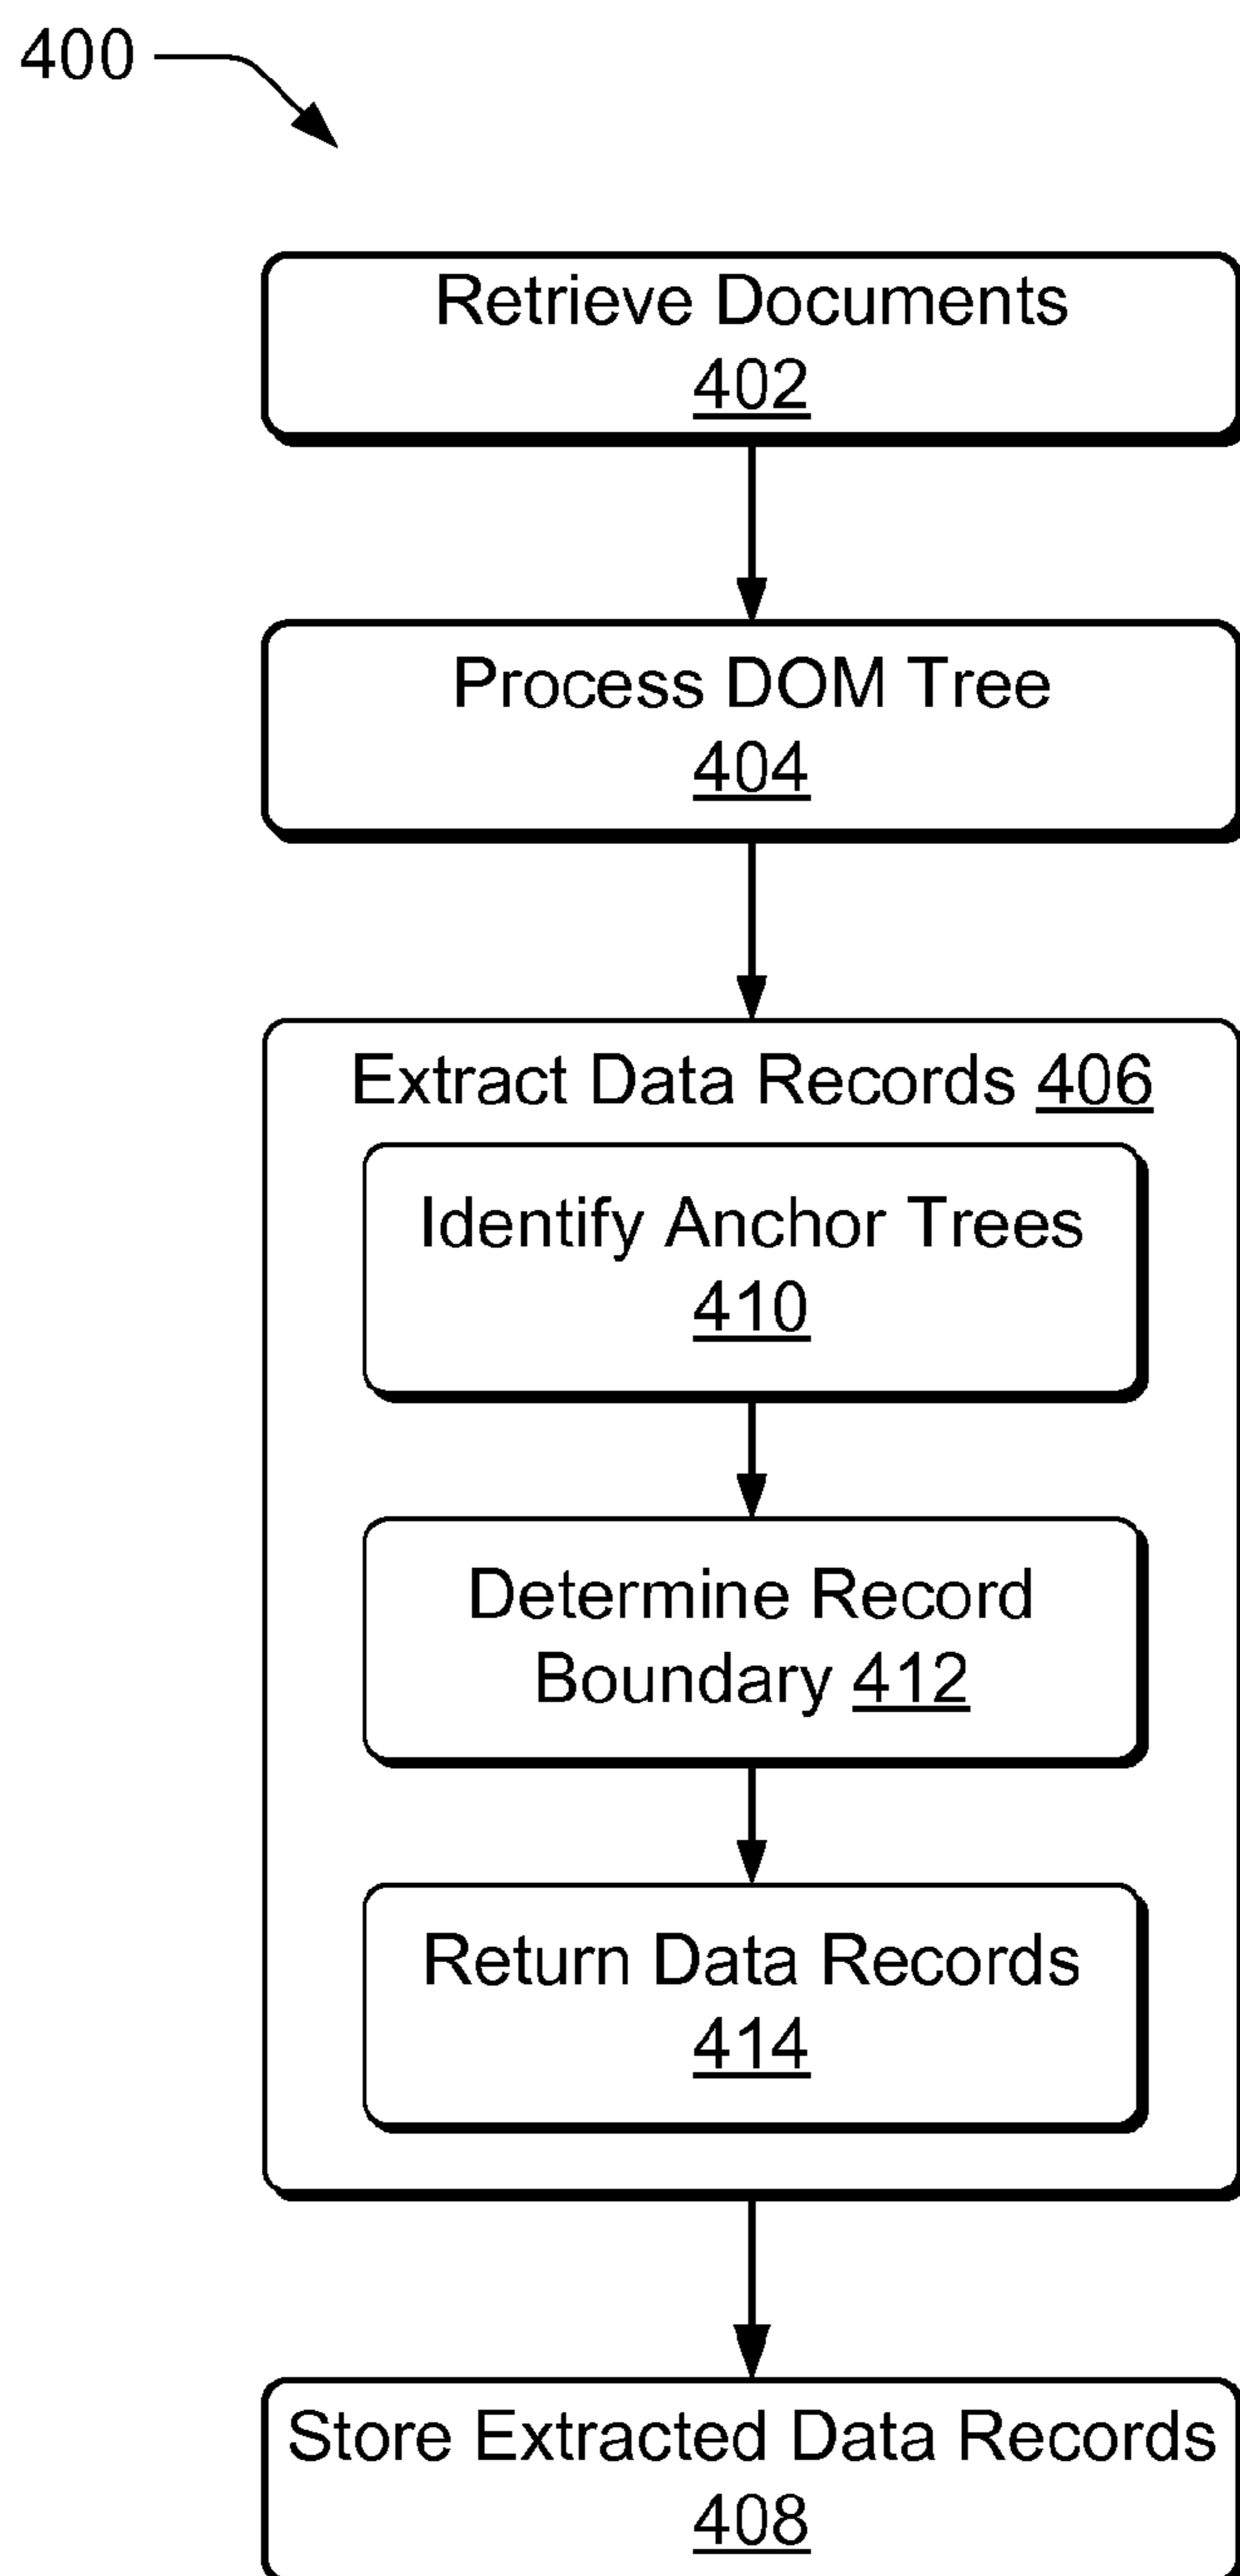 400
Retrieve Documents
402
Process DOM Tree
404
Extract Data Records 406
Identify Anchor Trees
410
Determine Record
Boundary 412
Return Data Records
414
Store Extracted Data Records
408